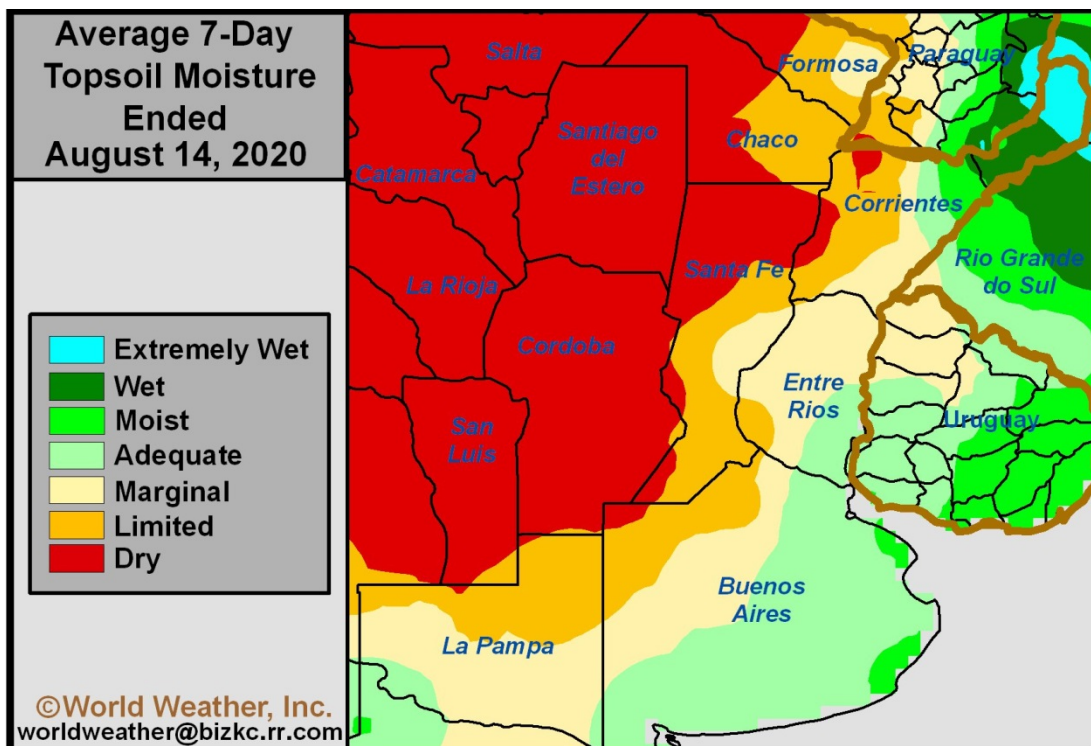 Average 7-Day
Topsoil Moisture
Ended
August 14, 2020
Extremely Wet
Wet
Moist
Adequate
Marginal
Limited
Dry
©World Weather, Inc.
worldweather@bizkc.rr.com
Salta
Formosa
Paraguay
Santiago
del
Estero
Chaco
Catamarca
Corrientes
Rio Grande
do Sul
La Rioja
Santa Fe
Cordoba
Entre
Rios
Uruguay
San
Luis
Buenos
Aires
La Pampa